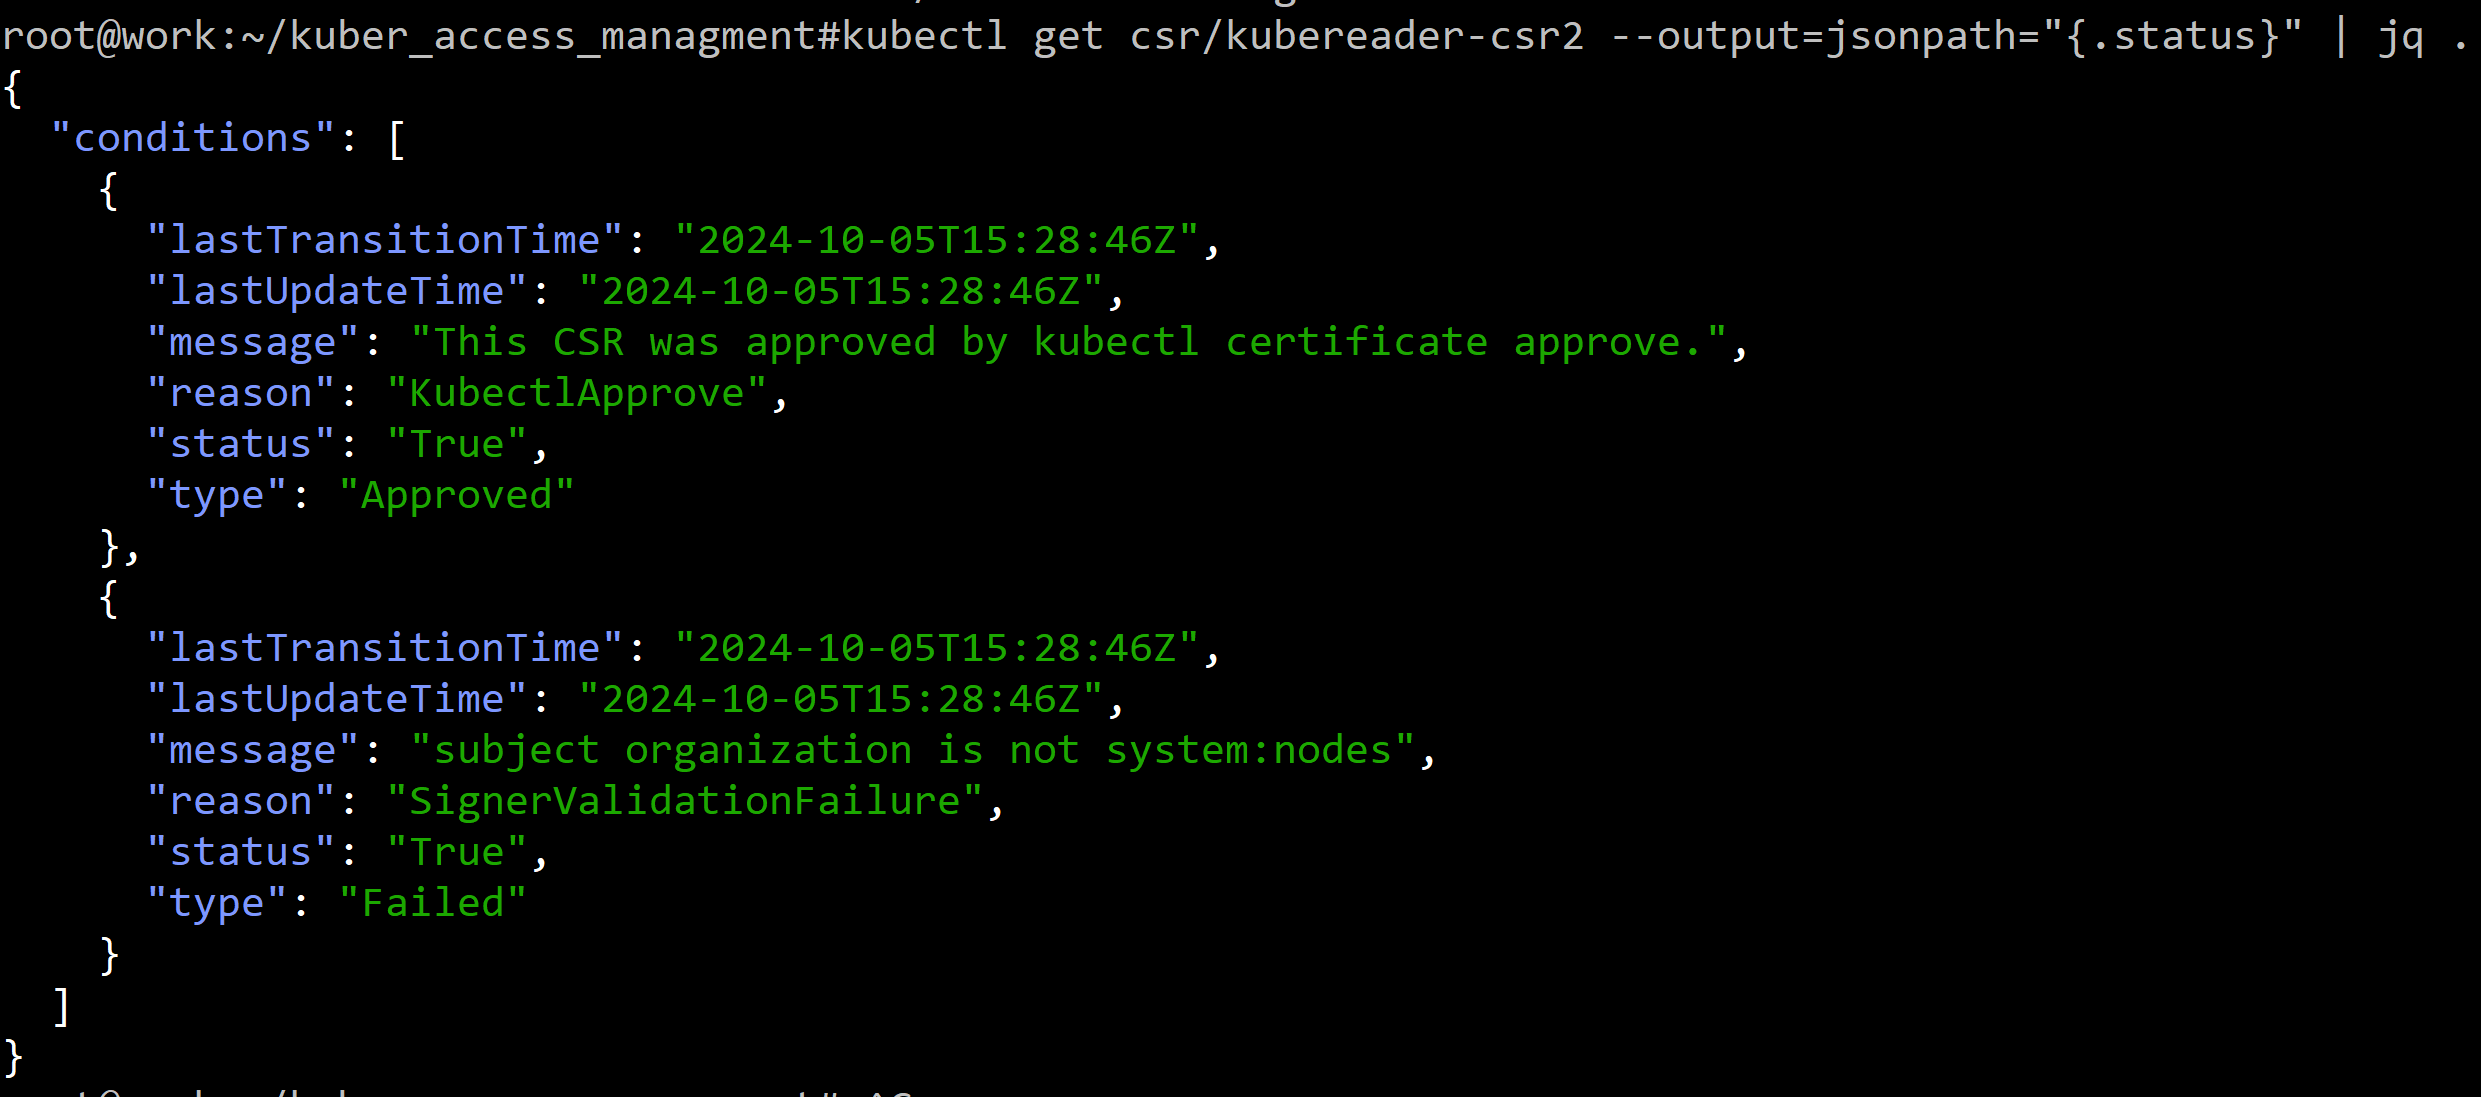 root@work:~/kuber_access_managment#kubectl get csr/kubereader-csr2 --output=jsonpath="{.status}" | jq .
{
  "conditions": [
    {
      "lastTransitionTime": "2024-10-05T15:28:46Z",
      "lastUpdateTime": "2024-10-05T15:28:46Z",
      "message": "This CSR was approved by kubectl certificate approve.",
      "reason": "KubectlApprove",
      "status": "True",
      "type": "Approved"
    },
    {
      "lastTransitionTime": "2024-10-05T15:28:46Z",
      "lastUpdateTime": "2024-10-05T15:28:46Z",
      "message": "subject organization is not system:nodes",
      "reason": "SignerValidationFailure",
      "status": "True",
      "type": "Failed"
    }
  ]
}